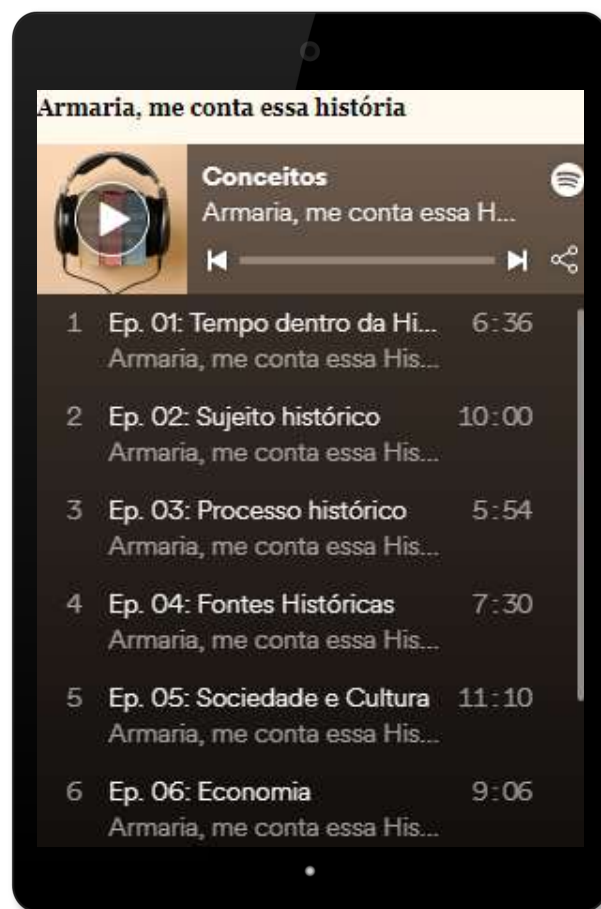 Armaria, me conta essa história
Conceitos
Armaria, me conta essa H...
1 Ep. 01: Tempo dentro da Hi... 6:36
Armaria, me conta essa His...
2 Ep. 02: Sujeito histórico 10:00
Armaria, me conta essa His...
3 Ep. 03: Processo histórico 5:54
Armaria, me conta essa His...
4 Ep. 04: Fontes Históricas 7:30
Armaria, me conta essa His...
5 Ep. 05: Sociedade e Cultura 11:10
Armaria, me conta essa His...
6 Ep. 06: Economia 9:06
Armaria, me conta essa His...